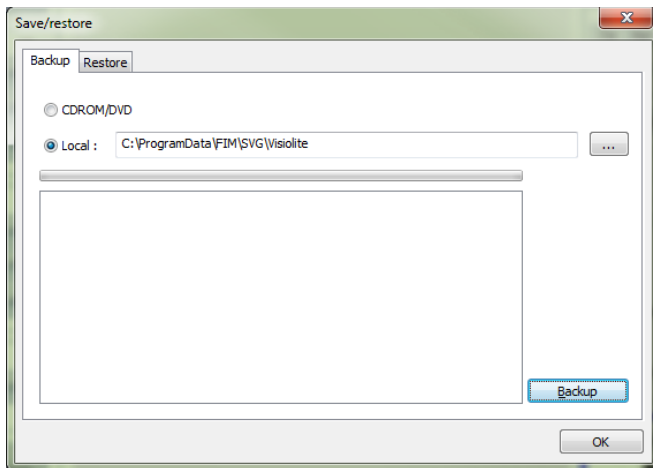 Save/restore
x
Backup Restore
CDROM/DVD
Local : C:\ProgramData\FIM\SVG\Visiolite ...
Backup
OK